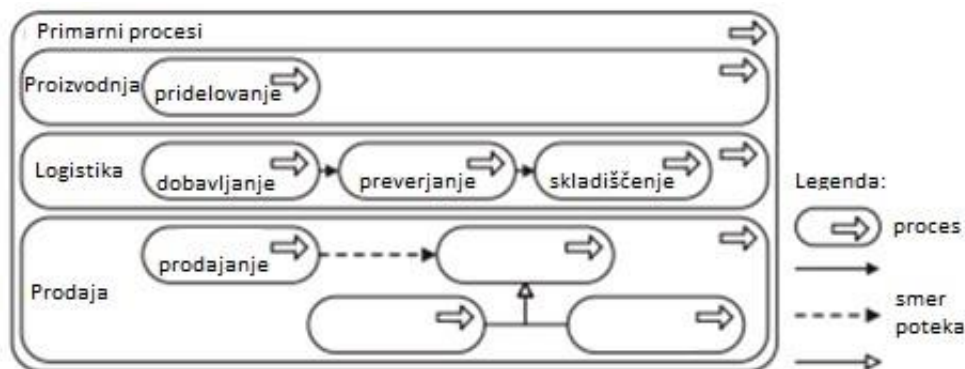 Primarni procesi
Proizvodnja
pridelovanje
Logistika
dobavljanje
preverjanje
skladiščenje
Prodaja
prodajanje
Legenda:
proces
smer
poteka